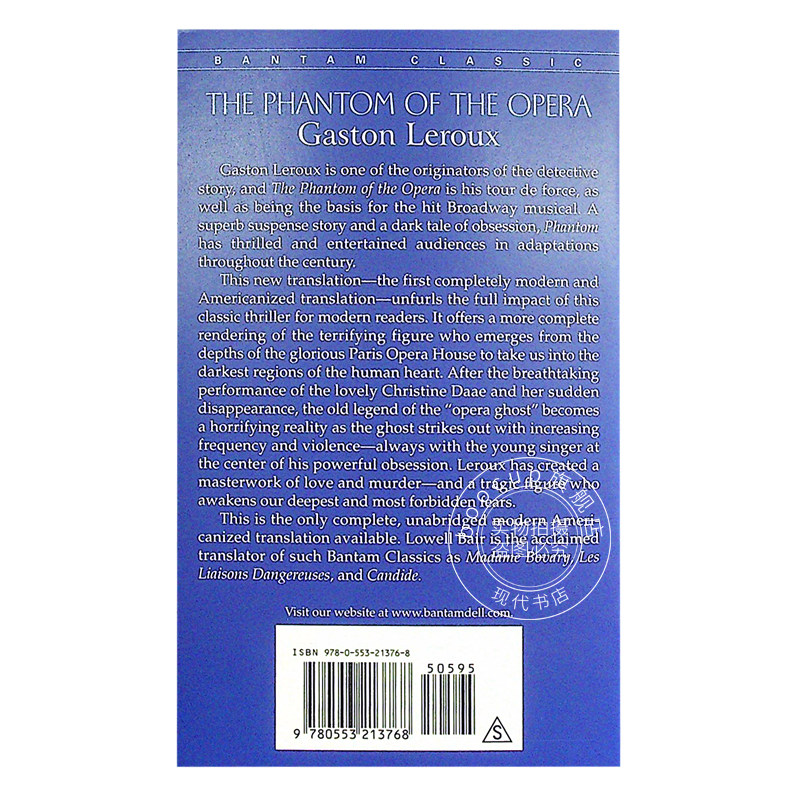 BANTAM CLASSIC
THE PHANTOM OF THE OPERA
Gaston Leroux
Gaston Leroux is one of the originators of the detective
story, and The Phantom of the Opera is his tour de force, as
well as being the basis for the hit Broadway musical. A
superb suspense story and a dark tale of obsession, Phantom
has thrilled and entertained audiences in adaptations
throughout the century.
This new translation—the first completely modern and
Americanized translation—unfurls the full impact of this
classic thriller for modern readers. It offers a more complete
rendering of the terrifying figure who emerges from the
depths of the glorious Paris Opera House to take us into the
darkest regions of the human heart. After the breathtaking
performance of the lovely Christine Daae and her sudden
disappearance, the old legend of the “opera ghost” becomes
a horrifying reality as the ghost strikes out with increasing
frequency and violence—always with the young singer at
the center of his powerful obsession. Leroux has created a
masterwork of love and murder—and a tragic figure who
awakens our deepest and most forbidden fears.
This is the only complete, unabridged modern Ameri-
canized translation available. Lowell Bair is the acclaimed
translator of such Bantam Classics as Madame Bovary, Les
Liaisons Dangereuses, and Candide.
Visit our website at www.bantamdell.com.
ISBN 978-0-553-21376-8
50595
9 780553 213768
S
旗舰店
实物拍摄
盗图必究
现代书店